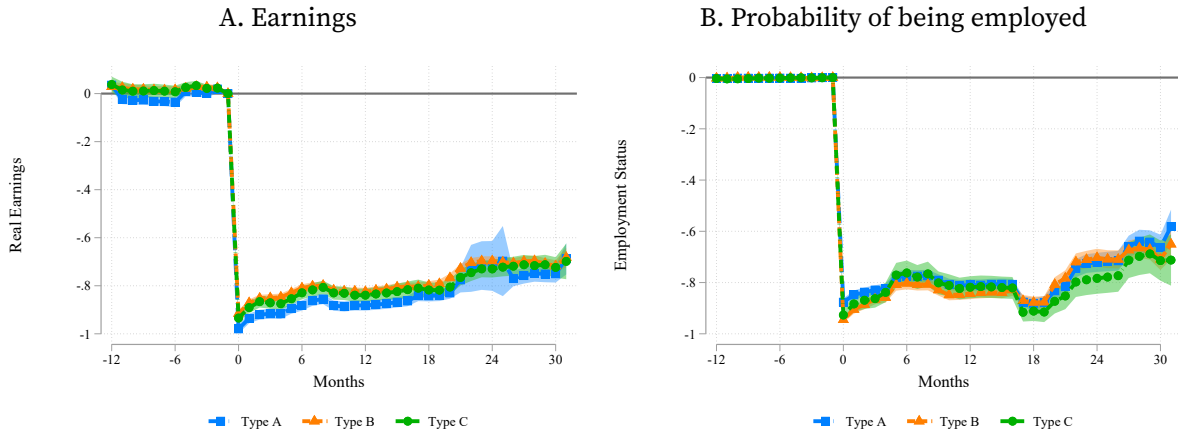 A. Earnings
Real Earnings
0
-.2
-.4
-.6
-.8
-1
-12 -6 0 6 12 18 24 30
Months
Type A Type B Type C
B. Probability of being employed
Employment Status
0
-.2
-.4
-.6
-.8
-1
-12 -6 0 6 12 18 24 30
Months
Type A Type B Type C